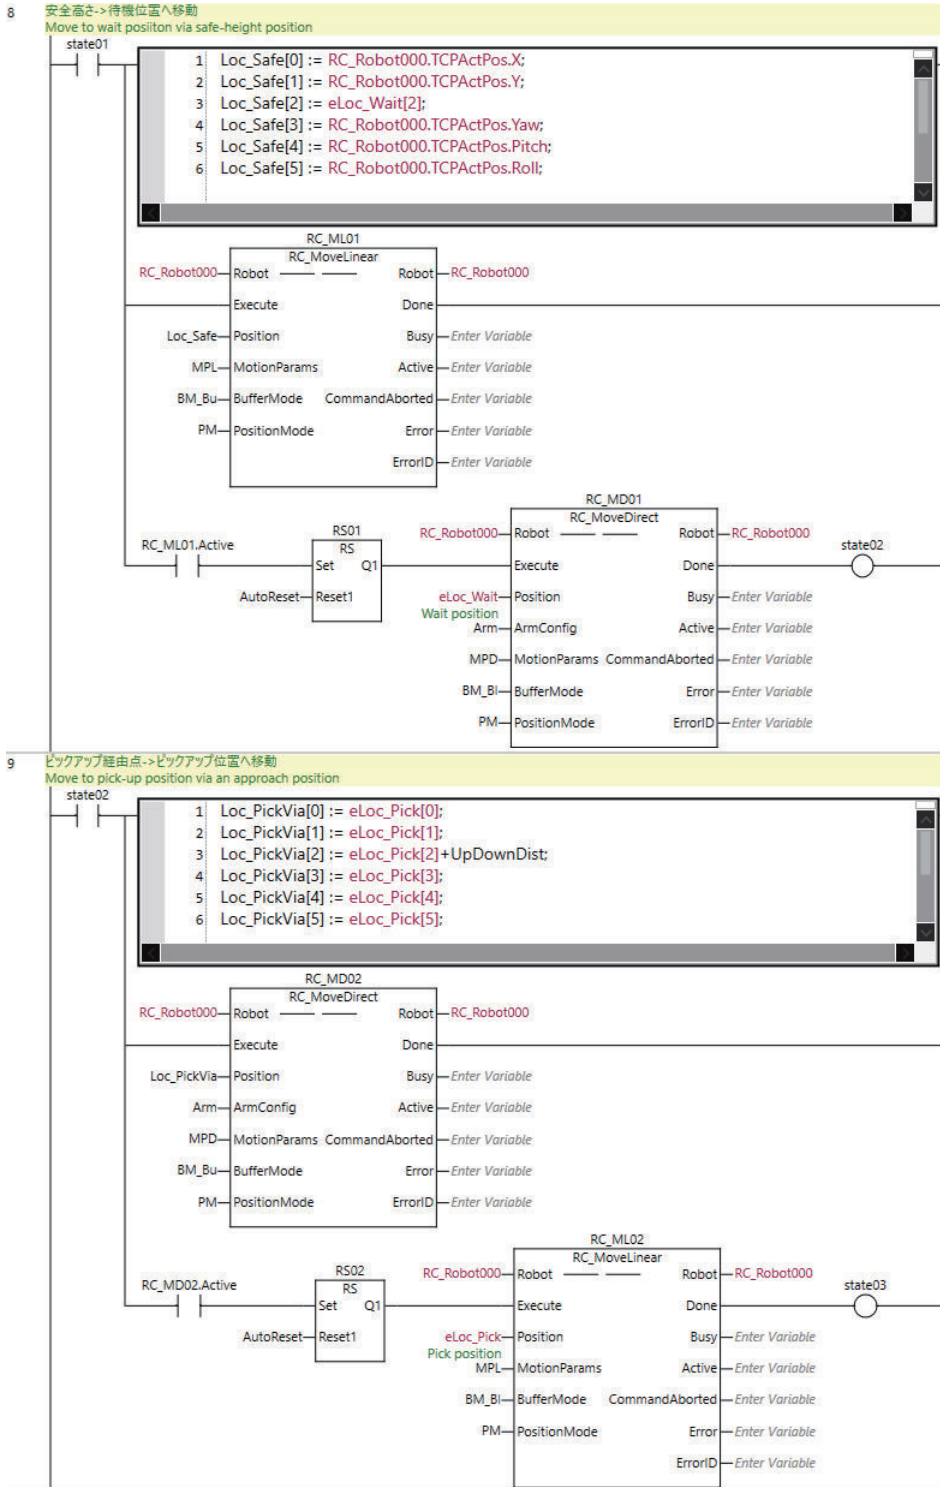 8 安全高さ->待機位置へ移動
Move to wait posiiton via safe-height position
state01
1 Loc_Safe[0] := RC_Robot000.TCPActPos.X;
2 Loc_Safe[1] := RC_Robot000.TCPActPos.Y;
3 Loc_Safe[2] := eLoc_Wait[2];
4 Loc_Safe[3] := RC_Robot000.TCPActPos.Yaw;
5 Loc_Safe[4] := RC_Robot000.TCPActPos.Pitch;
6 Loc_Safe[5] := RC_Robot000.TCPActPos.Roll;
RC_ML01
RC_MoveLinear
RC_Robot000 Robot Robot RC_Robot000
Execute Done
Loc_Safe Position Busy Enter Variable
MPL MotionParams Active Enter Variable
BM_Bu BufferMode CommandAborted Enter Variable
PM PositionMode Error Enter Variable
ErrorID Enter Variable
RC_MD01
RC_MoveDirect
RC_ML01.Active
RS01
RS
Set Q1
AutoReset Reset1
RC_Robot000 Robot Robot RC_Robot000
state02
Execute Done
eLoc_Wait Position Busy Enter Variable
Wait position
Arm ArmConfig Active Enter Variable
MPD MotionParams CommandAborted Enter Variable
BM_Bl BufferMode Error Enter Variable
PM PositionMode ErrorID Enter Variable
9 ピックアップ経由点->ピックアップ位置へ移動
Move to pick-up position via an approach position
state02
1 Loc_PickVia[0] := eLoc_Pick[0];
2 Loc_PickVia[1] := eLoc_Pick[1];
3 Loc_PickVia[2] := eLoc_Pick[2]+UpDownDist;
4 Loc_PickVia[3] := eLoc_Pick[3];
5 Loc_PickVia[4] := eLoc_Pick[4];
6 Loc_PickVia[5] := eLoc_Pick[5];
RC_MD02
RC_MoveDirect
RC_Robot000 Robot Robot RC_Robot000
Execute Done
Loc_PickVia Position Busy Enter Variable
Arm ArmConfig Active Enter Variable
MPD MotionParams CommandAborted Enter Variable
BM_Bu BufferMode Error Enter Variable
PM PositionMode ErrorID Enter Variable
RC_ML02
RC_MoveLinear
RC_MD02.Active
RS02
RS
Set Q1
AutoReset Reset1
RC_Robot000 Robot Robot RC_Robot000
state03
Execute Done
eLoc_Pick Position Busy Enter Variable
Pick position
MPL MotionParams Active Enter Variable
BM_Bl BufferMode CommandAborted Enter Variable
PM PositionMode Error Enter Variable
ErrorID Enter Variable